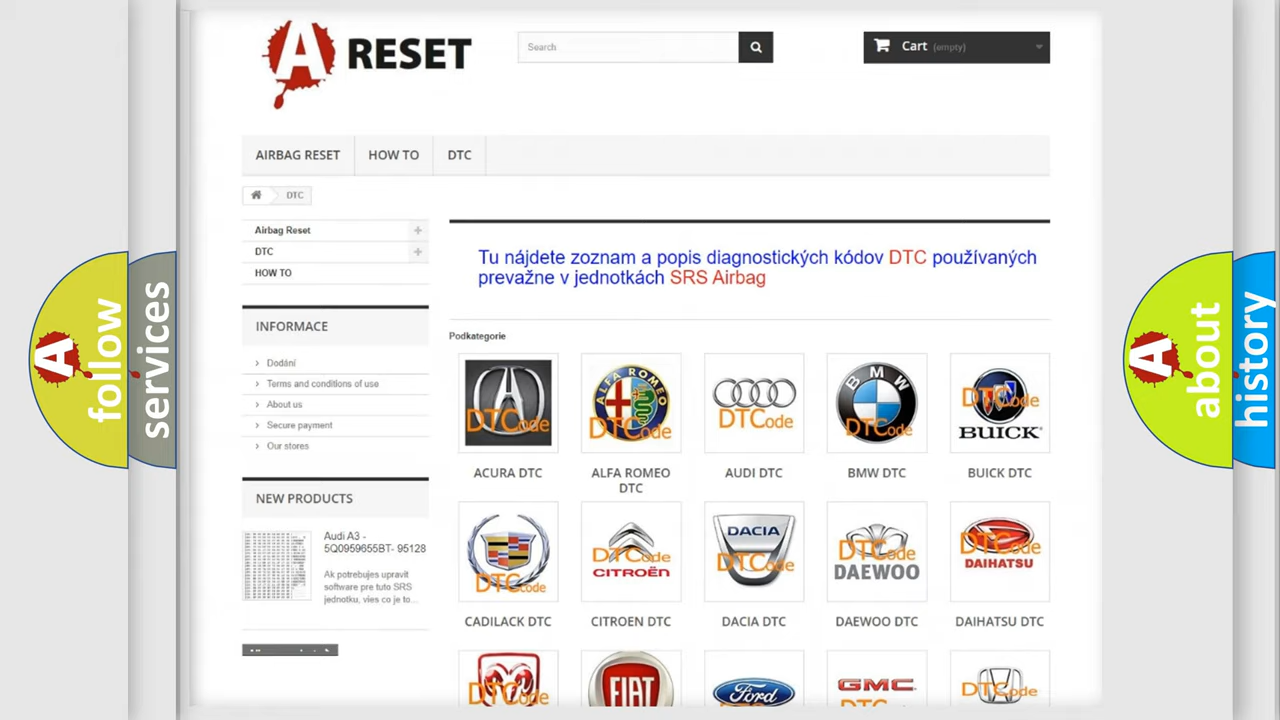 A RESET
Search
Cart (empty)
AIRBAG RESET
HOW TO
DTC
DTC
Airbag Reset
DTC
HOW TO
Tu nájdete zoznam a popis diagnostických kódov DTC používaných
prevažne v jednotkách SRS Airbag
INFORMACE
Dodání
Terms and conditions of use
About us
Secure payment
Our stores
Podkategorie
DTCode
ALFA ROMEO
DTCode
DTCode
BMW
DTCode
DTCode
BUICK
ACURA DTC
ALFA ROMEO
DTC
AUDI DTC
BMW DTC
BUICK DTC
NEW PRODUCTS
Audi A3 -
5Q0959655BT- 95128
Ak potrebujes upravit
software pre tuto SRS
jednotku, vies co je to...
DTCode
DTCode
CITROËN
DACIA
DTCode
DTCode
DAEWOO
DTCode
DAIHATSU
CADILACK DTC
CITROEN DTC
DACIA DTC
DAEWOO DTC
DAIHATSU DTC
DTCode
FIAT
Ford
GMC
DTCode
A follow
services
A about
history